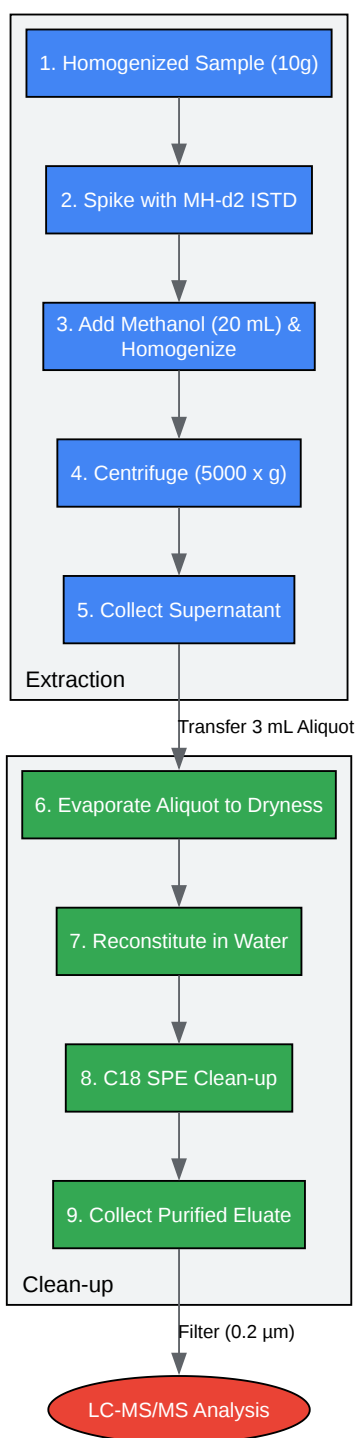 1. Homogenized Sample (10g)
2. Spike with MH-d2 ISTD
3. Add Methanol (20 mL) &
Homogenize
4. Centrifuge (5000 x g)
5. Collect Supernatant
Extraction
Transfer 3 mL Aliquot
6. Evaporate Aliquot to Dryness
7. Reconstitute in Water
8. C18 SPE Clean-up
9. Collect Purified Eluate
Clean-up
Filter (0.2 µm)
LC-MS/MS Analysis